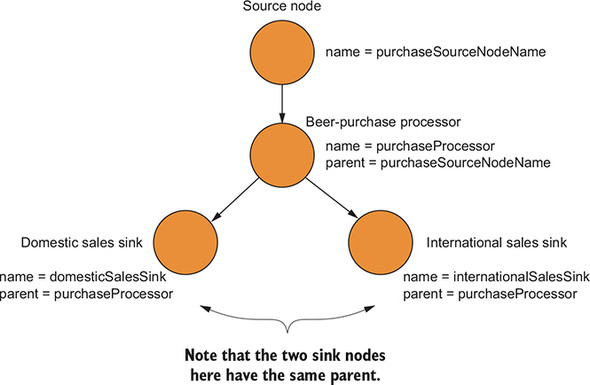 Source node
name = purchaseSourceNodeName
Beer-purchase processor
name = purchaseProcessor
parent = purchaseSourceNodeName
Domestic sales sink
name = domesticSalesSink
parent = purchaseProcessor
International sales sink
name = internationalSalesSink
parent = purchaseProcessor
Note that the two sink nodes
here have the same parent.